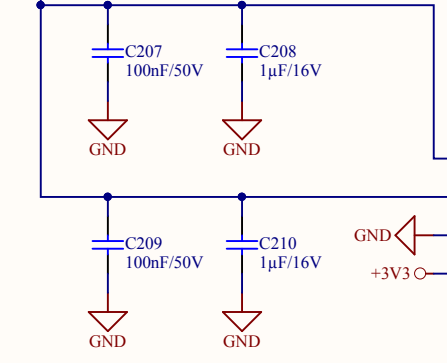 C207
100nF/50V
C208
1µF/16V
GND
GND
C209
100nF/50V
C210
1µF/16V
GND
+3V3
GND
GND